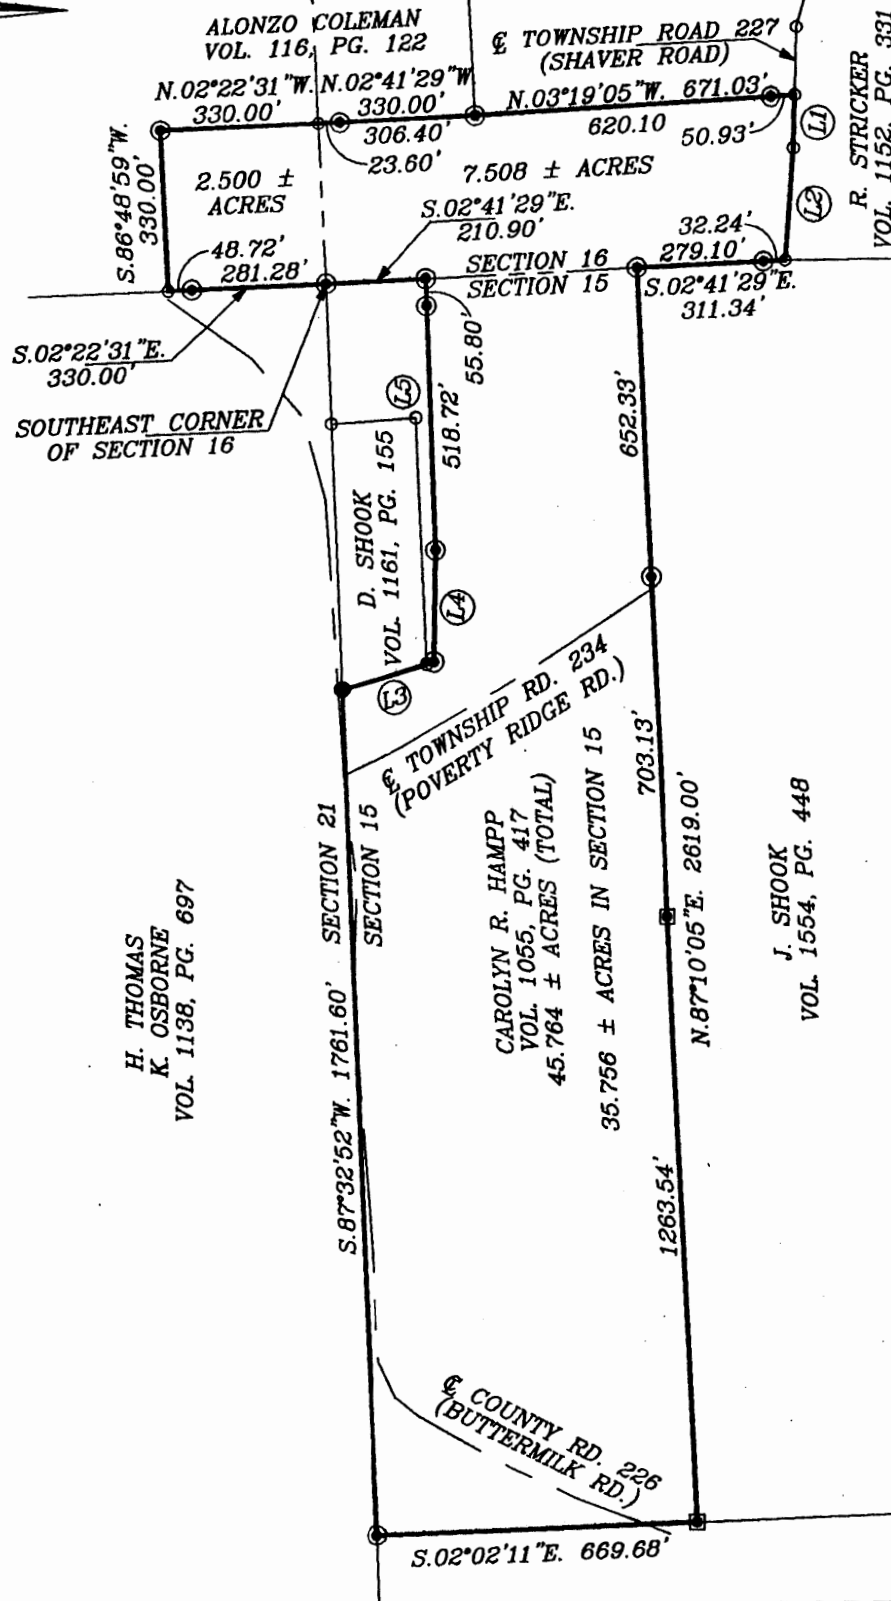 ALONZO COLEMAN
VOL. 116, PG. 122
℄ TOWNSHIP ROAD 227
(SHAVER ROAD)
R. STRICKER
VOL. 1152, PG. 331
N.02°22'31"W.
330.00'
N.02°41'29"W
330.00'
306.40'
23.60'
N.03°19'05"W. 671.03'
620.10
50.93'
L1
L2
S.86°48'59"W.
330.00'
2.500 ±
ACRES
7.508 ± ACRES
S.02°41'29"E.
210.90'
32.24'
279.10'
48.72'
281.28'
SECTION 16
SECTION 15
S.02°41'29"E.
311.34'
S.02°22'31"E.
330.00'
55.80'
SOUTHEAST CORNER
OF SECTION 16
L5
518.72'
652.33'
D. SHOOK
VOL. 1161, PG. 155
L4
L3
℄ TOWNSHIP RD. 234
(POVERTY RIDGE RD.)
703.13'
SECTION 21
SECTION 15
CAROLYN R. HAMPP
VOL. 1055, PG. 417
45.764 ± ACRES (TOTAL)
35.756 ± ACRES IN SECTION 15
N.87°10'05"E. 2619.00'
J. SHOOK
VOL. 1554, PG. 448
H. THOMAS
K. OSBORNE
VOL. 1138, PG. 697
S.87°32'52"W. 1761.60'
1263.54'
℄ COUNTY RD. 226
(BUTTERMILK RD.)
S.02°02'11"E. 669.68'